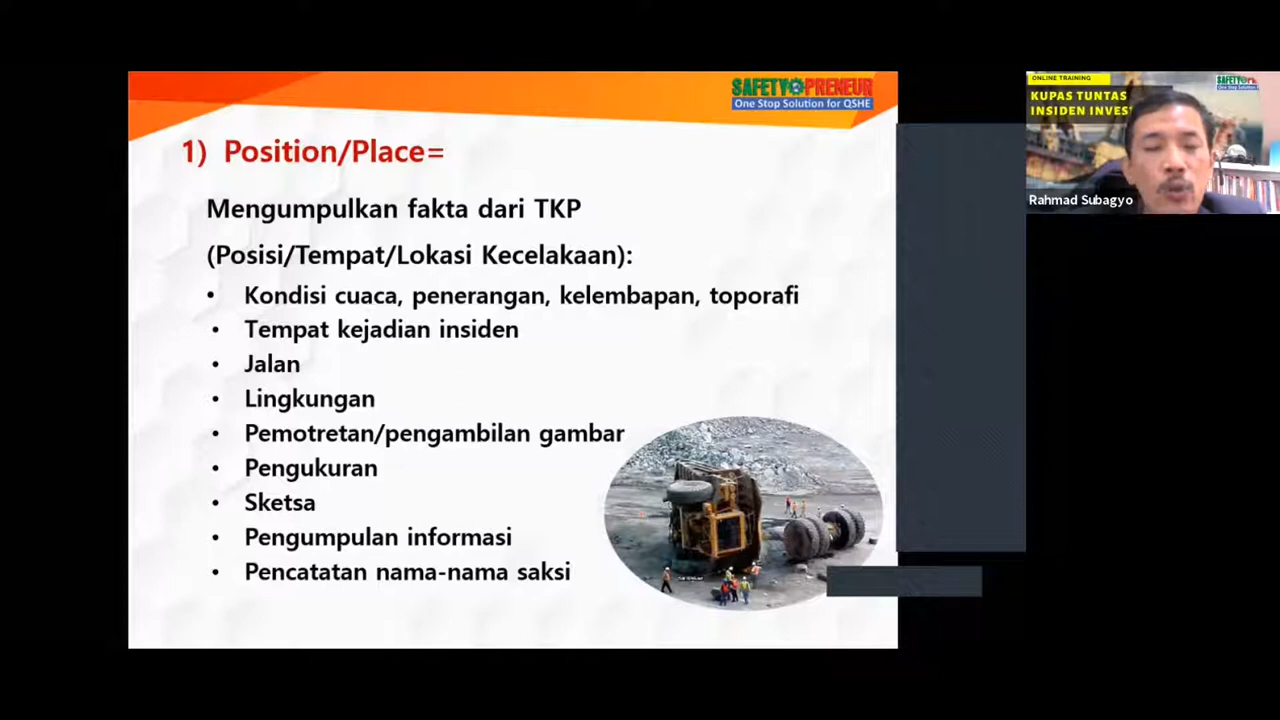 SAFETY PRENEUR
One Stop Solution for QSHE
1) Position/Place=
Mengumpulkan fakta dari TKP
(Posisi/Tempat/Lokasi Kecelakaan):
• Kondisi cuaca, penerangan, kelembapan, toporafi
• Tempat kejadian insiden
• Jalan
• Lingkungan
• Pemotretan/pengambilan gambar
• Pengukuran
• Sketsa
• Pengumpulan informasi
• Pencatatan nama-nama saksi
ONLINE TRAINING
KUPAS TUNTAS
INSIDEN INVES
Rahmad Subagyo